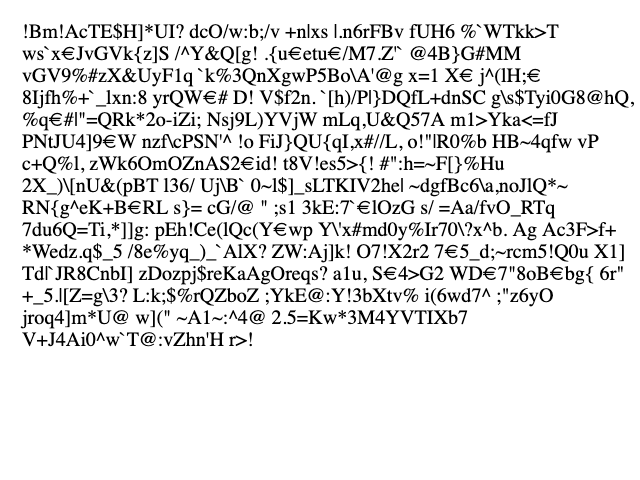 !Bm!AcTE$H]*UI? dcO/w:b;/v +n|xs |.n6rFBv fUH6 %`WTkk>T
ws`x€JvGVk{z]S /^Y&Q[g! .{u€etu€/M7.Z'` @4B}G#MM
vGV9%#zX&UyF1q`k%3QnXgwP5Bo\A'@g x=1 X€ j^(lH;€
8Ijfh%+`_lxn:8 yrQW€# D! V$f2n. `[h)/P|}DQfL+dnSC g\s$Tyi0G8@hQ,
%q€#|"=QRk*2o-iZi; Nsj9L)YVjW mLq,U&Q57A m1>Yka<=fJ
PNtJU4]9€W nzf\cPSN'^ !o FiJ}QU{qI,x#//L, o!"|R0%b HB~4qfw vP
c+Q%l, zWk6OmOZnAS2€id! t8V!es5>{! #":h=~F[}%Hu
2X_)\[nU&(pBT l36/ Uj\B` 0~l$]_sLTKIV2he| ~dgfBc6\a,noJlQ*~
RN{g^eK+B€RL s}= cG/@ " ;s1 3kE:7`€lOzG s/ =Aa/fvO_RTq
7du6Q=Ti,*]]g: pEh!Ce(lQc(Y€wp Y\'x#md0y%Ir70\?x^b. Ag Ac3F>f+
*Wedz.q$_5 /8e%yq_)_`AlX? ZW:Aj]k! O7!X2r2 7€5_d;~rcm5!Q0u X1]
Td[`JR8CnbI] zDozpj$reKaAgOreqs? a1u, S€4>G2 WD€7"8oB€bg{ 6r"
+_5.|[Z=g\3? L:k;$%rQZboZ ;YkE@:Y!3bXtv% i(6wd7^ ;"z6yO
jroq4]m*U@ w](" ~A1~:^4@ 2.5=Kw*3M4YVTIXb7
V+J4Ai0^w`T@:vZhn'H r>!